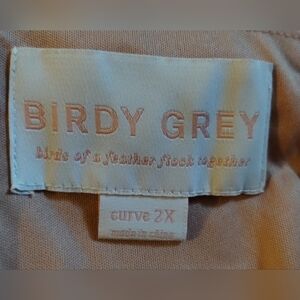 BIRDY GREY
birds of a feather flock together
curve 2X
made in china